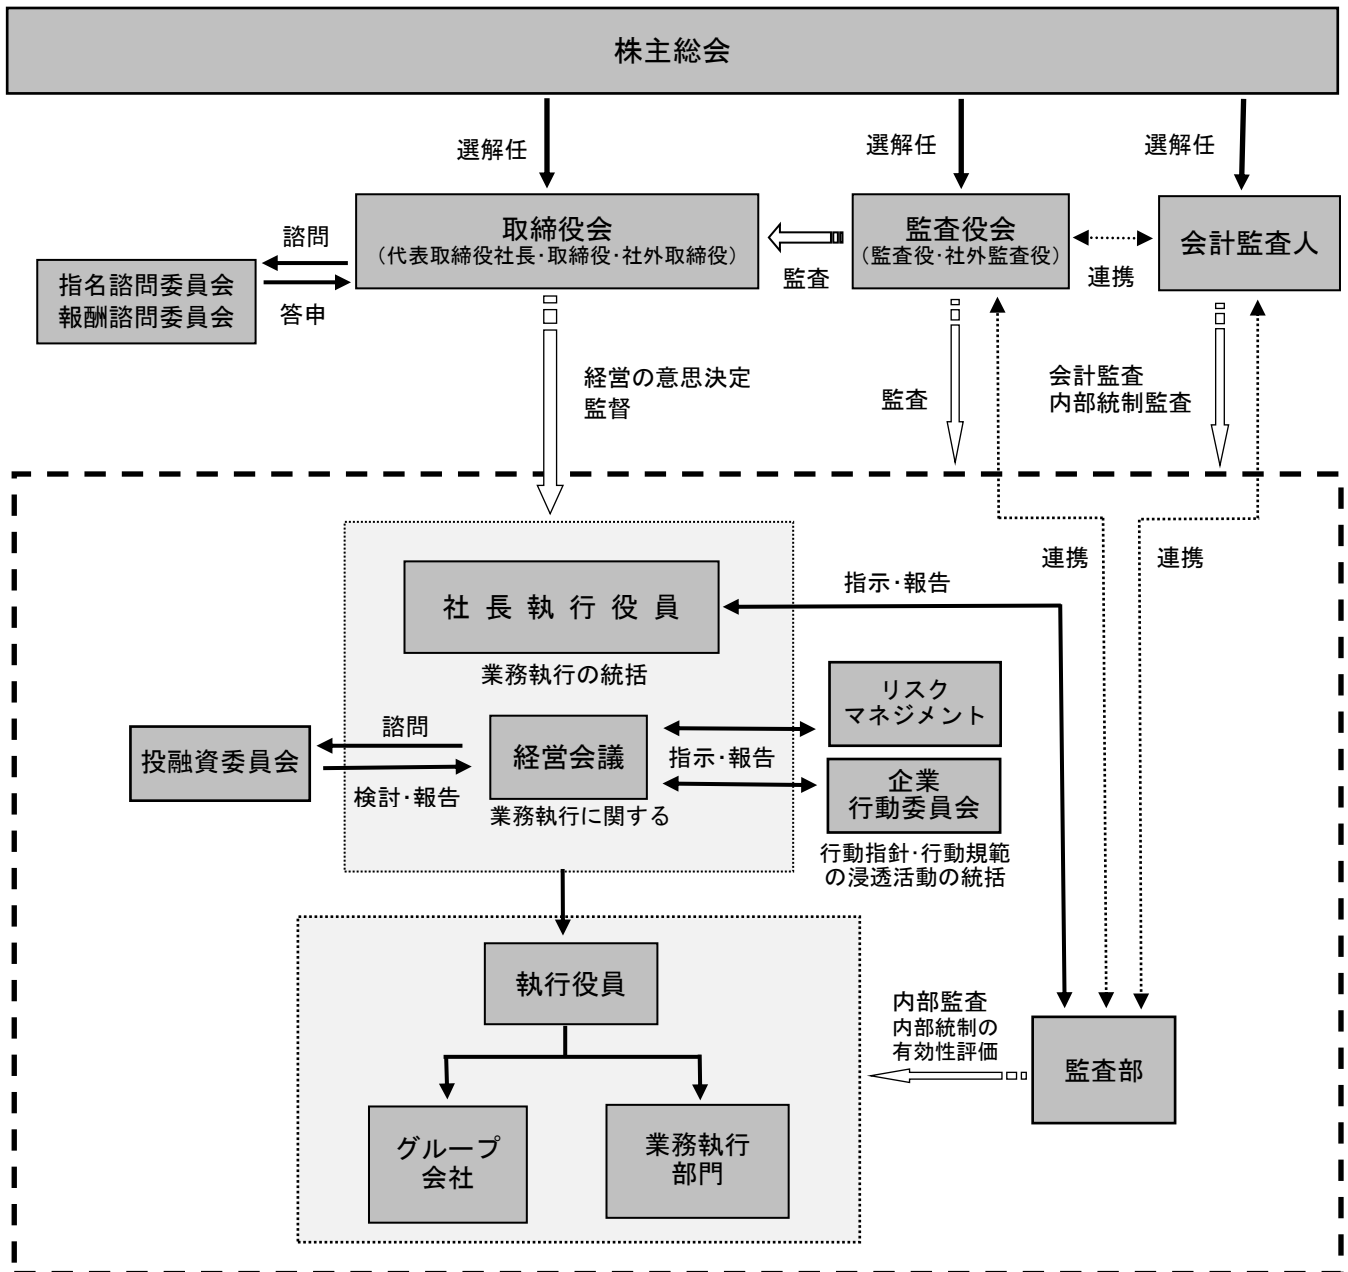 株主総会
選解任
選解任
選解任
取締役会
（代表取締役社長・取締役・社外取締役）
監査役会
（監査役・社外監査役）
会計監査人
諮問
答申
指名諮問委員会
報酬諮問委員会
監査
連携
経営の意思決定
監督
監査
会計監査
内部統制監査
連携
連携
指示・報告
社長執行役員
業務執行の統括
リスク
マネジメント
諮問
投融資委員会
検討・報告
経営会議
業務執行に関する
指示・報告
企業
行動委員会
行動指針・行動規範
の浸透活動の統括
執行役員
内部監査
内部統制の
有効性評価
監査部
グループ
会社
業務執行
部門